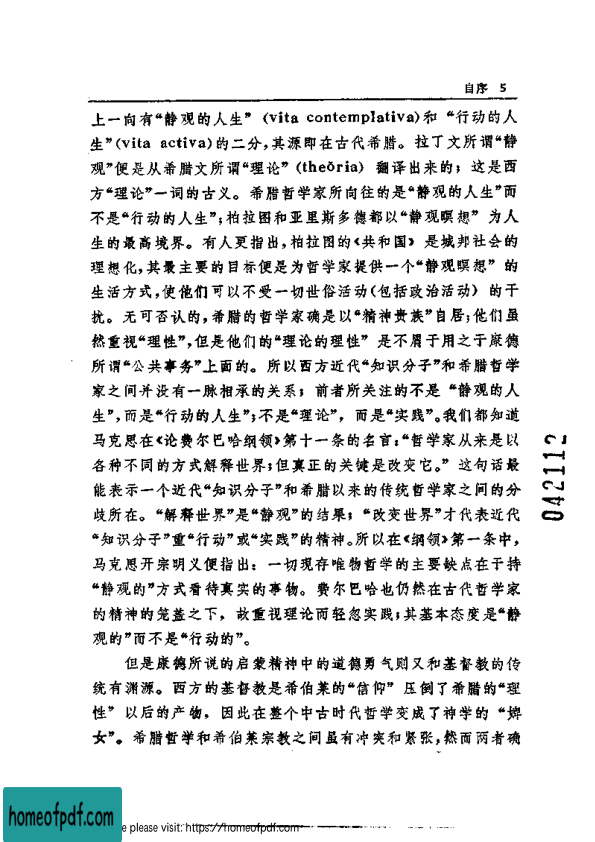 自序 5
上一向有“静观的人生” (vita contemplativa)和 “行动的人
生”(vita activa)的二分,其源即在古代希腊。拉丁文所谓“静
观”便是从希腊文所谓“理论” (theŏria) 翻译出来的；这是西
方“理论”一词的古义。希腊哲学家所向往的是“静观的人生”而
不是“行动的人生”；柏拉图和亚里斯多德都以“静观瞑想” 为人
生的最高境界。有人更指出,柏拉图的《共和国》是城邦社会的
理想化,其最主要的目标便是为哲学家提供一个“静观瞑想” 的
生活方式,使他们可以不受一切世俗活动(包括政治活动) 的干
扰。无可否认的,希腊的哲学家确是以“精神贵族”自居；他们虽
然重视“理性”,但是他们的“理论的理性” 是不屑于用之于康德
所谓“公共事务”上面的。所以西方近代“知识分子”和希腊哲学
家之间并没有一脉相承的关系；前者所关注的不是 “静观的人
生”,而是“行动的人生”；不是“理论”, 而是“实践”。我们都知道
马克思在《论费尔巴哈纲领》第十一条的名言：“哲学家从来是以
各种不同的方式解释世界；但真正的关键是改变它。” 这句话最
能表示一个近代“知识分子”和希腊以来的传统哲学家之间的分
歧所在。“解释世界”是“静观”的结果；“改变世界”才代表近代
“知识分子”重“行动”或“实践”的精神。所以在《纲领》第一条中,
马克思开宗明义便指出：一切现存唯物哲学的主要缺点在于持
“静观的”方式看待真实的事物。费尔巴哈也仍然在古代哲学家
的精神的笼盖之下, 故重视理论而轻忽实践；其基本态度是“静
观的”而不是“行动的”。
但是康德所说的启蒙精神中的道德勇气则又和基督教的传
统有渊源。西方的基督教是希伯莱的“信仰” 压倒了希腊的“理
性” 以后的产物, 因此在整个中古时代哲学变成了神学的 “婢
女”。希腊哲学和希伯莱宗教之间虽有冲突和紧张,然而两者确
042112
homeofpdf.com
e please visit: https://homeofpdf.com